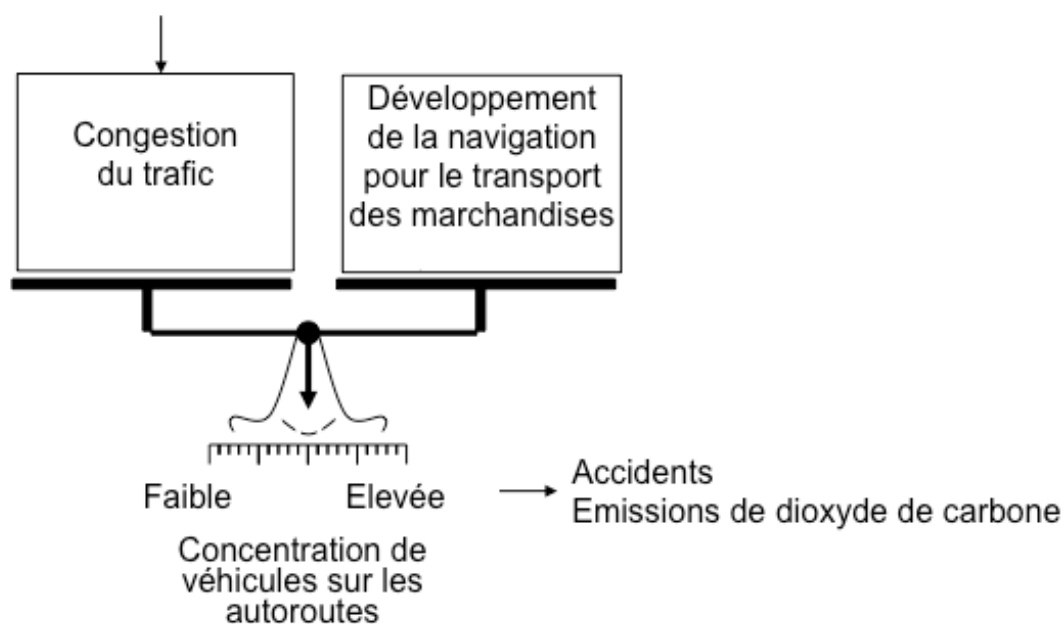 Congestion
du trafic
Développement
de la navigation
pour le transport
des marchandises
Faible
Elevée
Concentration de
véhicules sur les
autoroutes
Accidents
Emissions de dioxyde de carbone